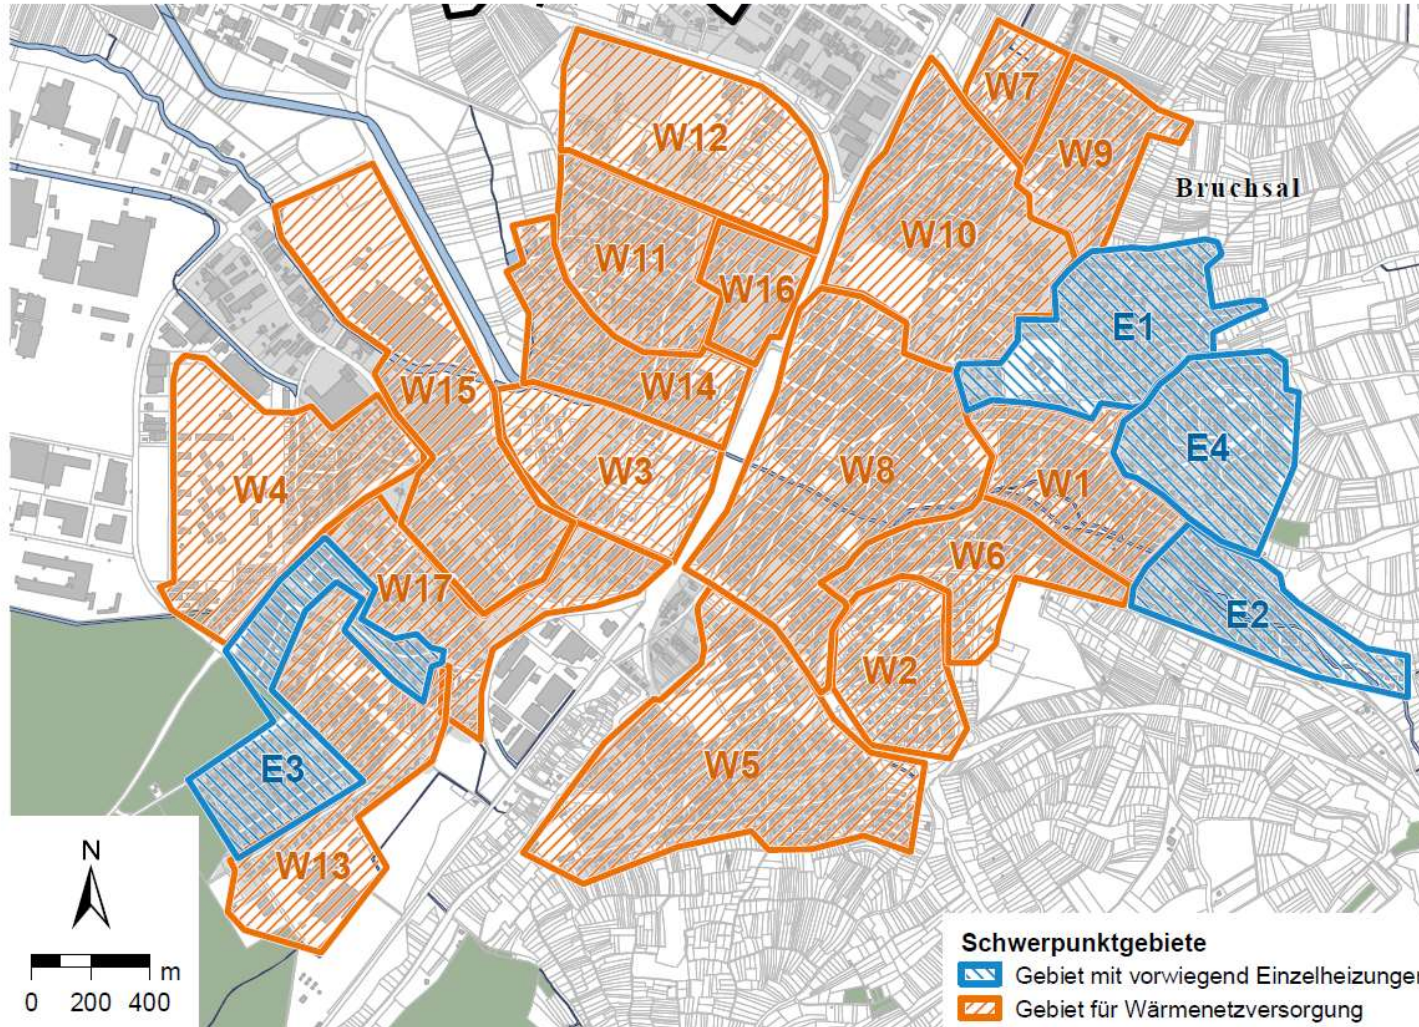 W7
W12
W9
Bruchsal
W10
W11
W16
E1
W15
W14
E4
W3
W8
W4
W1
W6
W17
E2
W2
W5
E3
W13
N
m
0 200 400
Schwerpunktgebiete
Gebiet mit vorwiegend Einzelheizungen
Gebiet für Wärmenetzversorgung